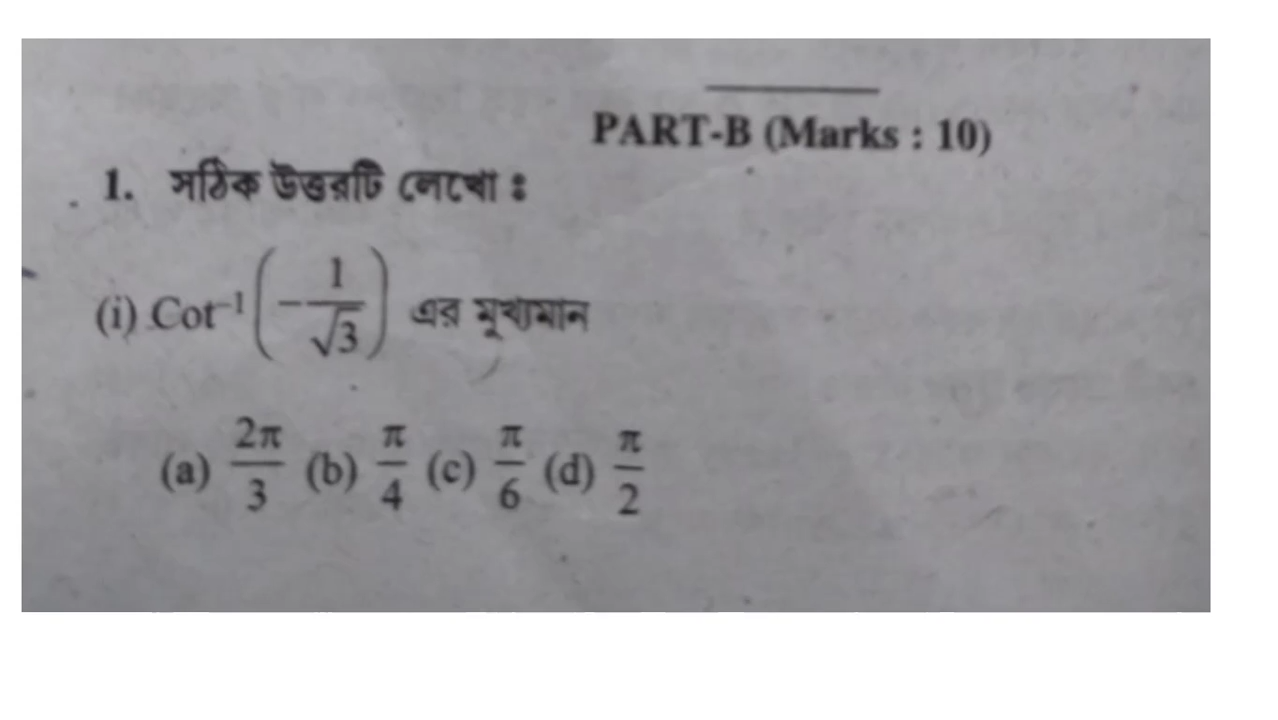 PART-B (Marks : 10)
1. সঠিক উত্তরটি লেখো :
(i) Cot⁻¹(-1/√3) এর মূখ্যমান
(a) 2π/3 (b) π/4 (c) π/6 (d) π/2